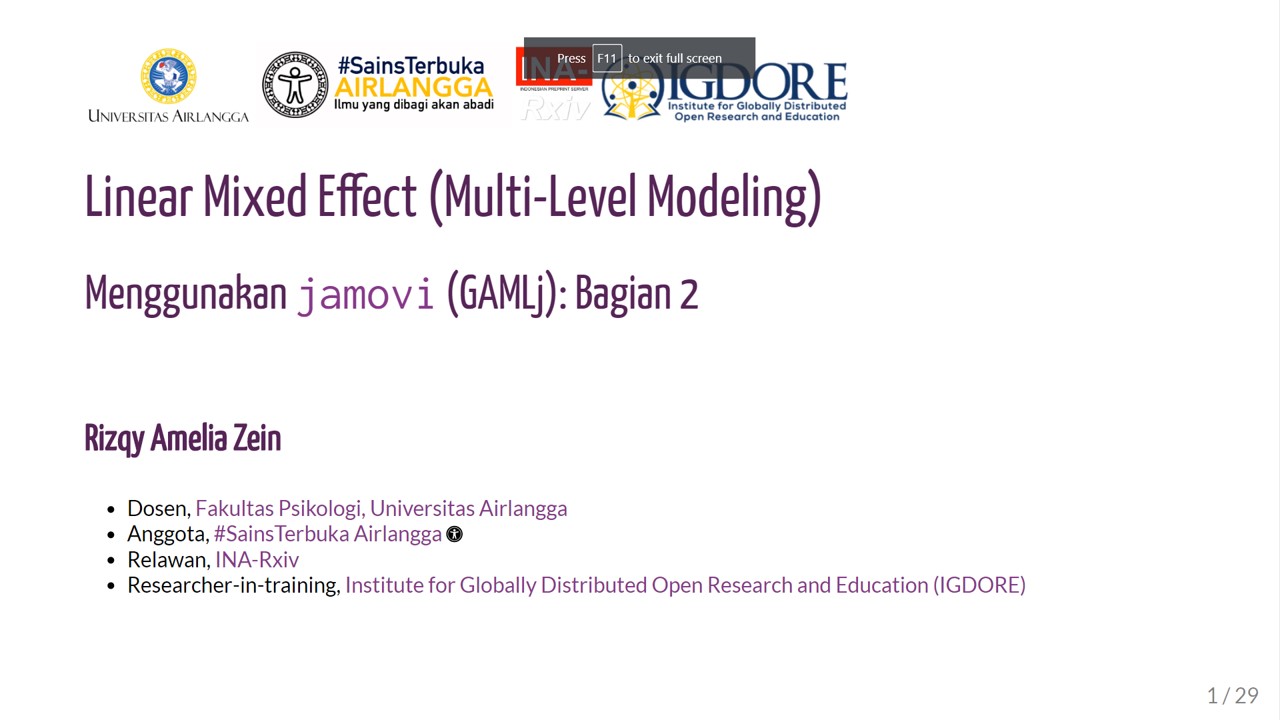 UNIVERSITAS AIRLANGGA
#SainsTerbuka
AIRLANGGA
Ilmu yang dibagi akan abadi
Press F11 to exit full screen
INA-
INDONESIA PREPRINT SERVER
Rxiv
IGDORE
Institute for Globally Distributed
Open Research and Education
Linear Mixed Effect (Multi-Level Modeling)
Menggunakan jamovi (GAMLj): Bagian 2
Rizqy Amelia Zein
• Dosen, Fakultas Psikologi, Universitas Airlangga
• Anggota, #SainsTerbuka Airlangga
• Relawan, INA-Rxiv
• Researcher-in-training, Institute for Globally Distributed Open Research and Education (IGDORE)
1 / 29